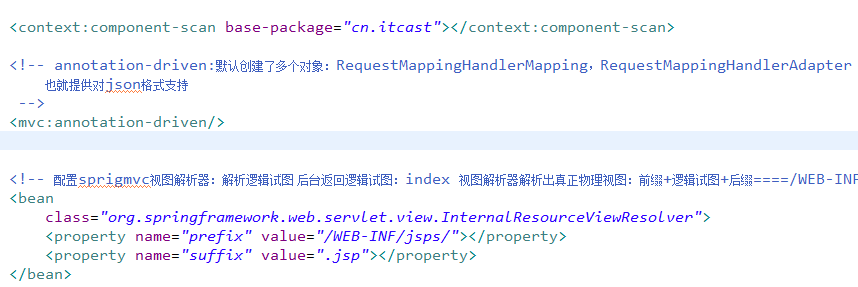 <context:component-scan base-package="cn.itcast"></context:component-scan>
<!-- annotation-driven:默认创建了多个对象：RequestMappingHandlerMapping，RequestMappingHandlerAdapter
也就提供对json格式支持
-->
<mvc:annotation-driven/>
<!-- 配置sprigmvc视图解析器：解析逻辑试图 后台返回逻辑试图：index 视图解析器解析出真正物理视图：前缀+逻辑试图+后缀====/WEB-INF
<bean
class="org.springframework.web.servlet.view.InternalResourceViewResolver">
<property name="prefix" value="/WEB-INF/jsps/"></property>
<property name="suffix" value=".jsp"></property>
</bean>